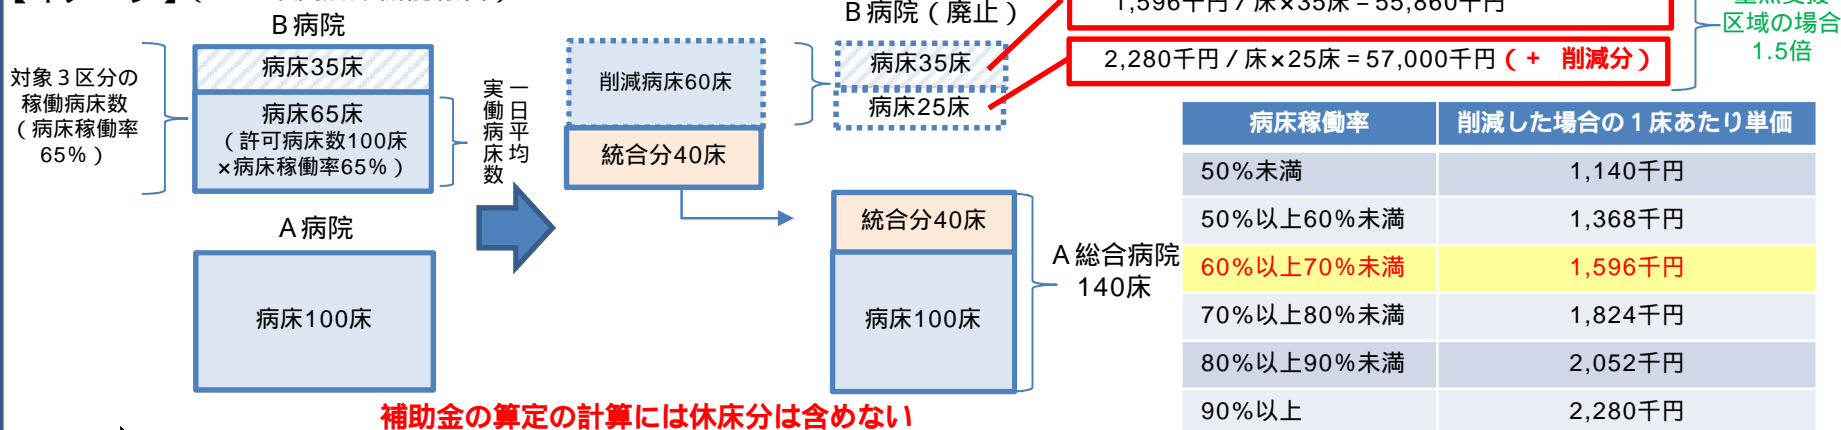 B病院
対象3区分の
稼働病床数
（病床稼働率
65%）
病床35床
病床65床
（許可病床数100床
×病床稼働率65%）
一日平均
実働病床数
A病院
病床100床
削減病床60床
統合分40床
B病院（廃止）
病床35床
病床25床
統合分40床
病床100床
A総合病院
140床
1,596千円/床×35床=55,860千円
2,280千円/床×25床=57,000千円（+ 削減分）
区域の場合
1.5倍
病床稼働率 削減した場合の1床あたり単価
50%未満 1,140千円
50%以上60%未満 1,368千円
60%以上70%未満 1,596千円
70%以上80%未満 1,824千円
80%以上90%未満 2,052千円
90%以上 2,280千円
補助金の算定の計算には休床分は含めない